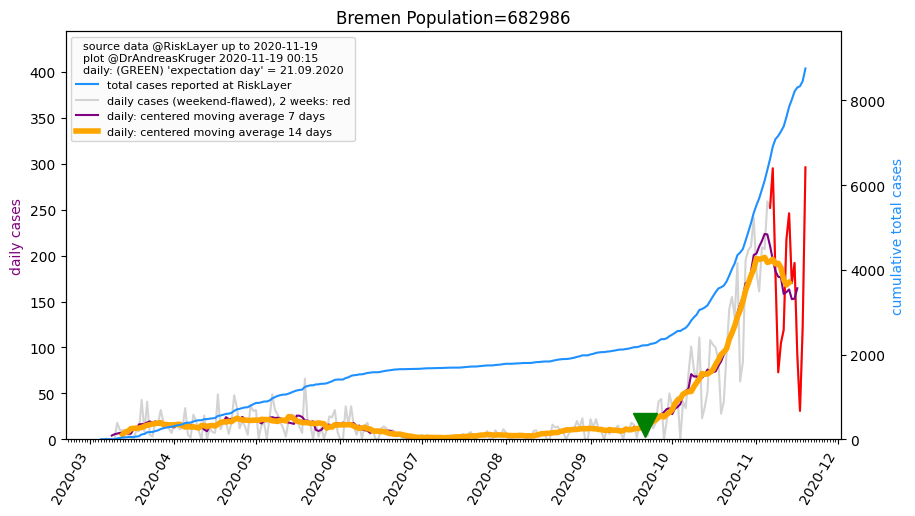 Bremen Population=682986
source data @RiskLayer up to 2020-11-19
plot @DrAndreasKruger 2020-11-19 00:15
daily: (GREEN) 'expectation day' = 21.09.2020
total cases reported at RiskLayer
daily cases (weekend-flawed), 2 weeks: red
daily: centered moving average 7 days
daily: centered moving average 14 days
daily cases
400
350
300
250
200
150
100
50
0
cumulative total cases
8000
6000
4000
2000
0
2020-03
2020-04
2020-05
2020-06
2020-07
2020-08
2020-09
2020-10
2020-11
2020-12